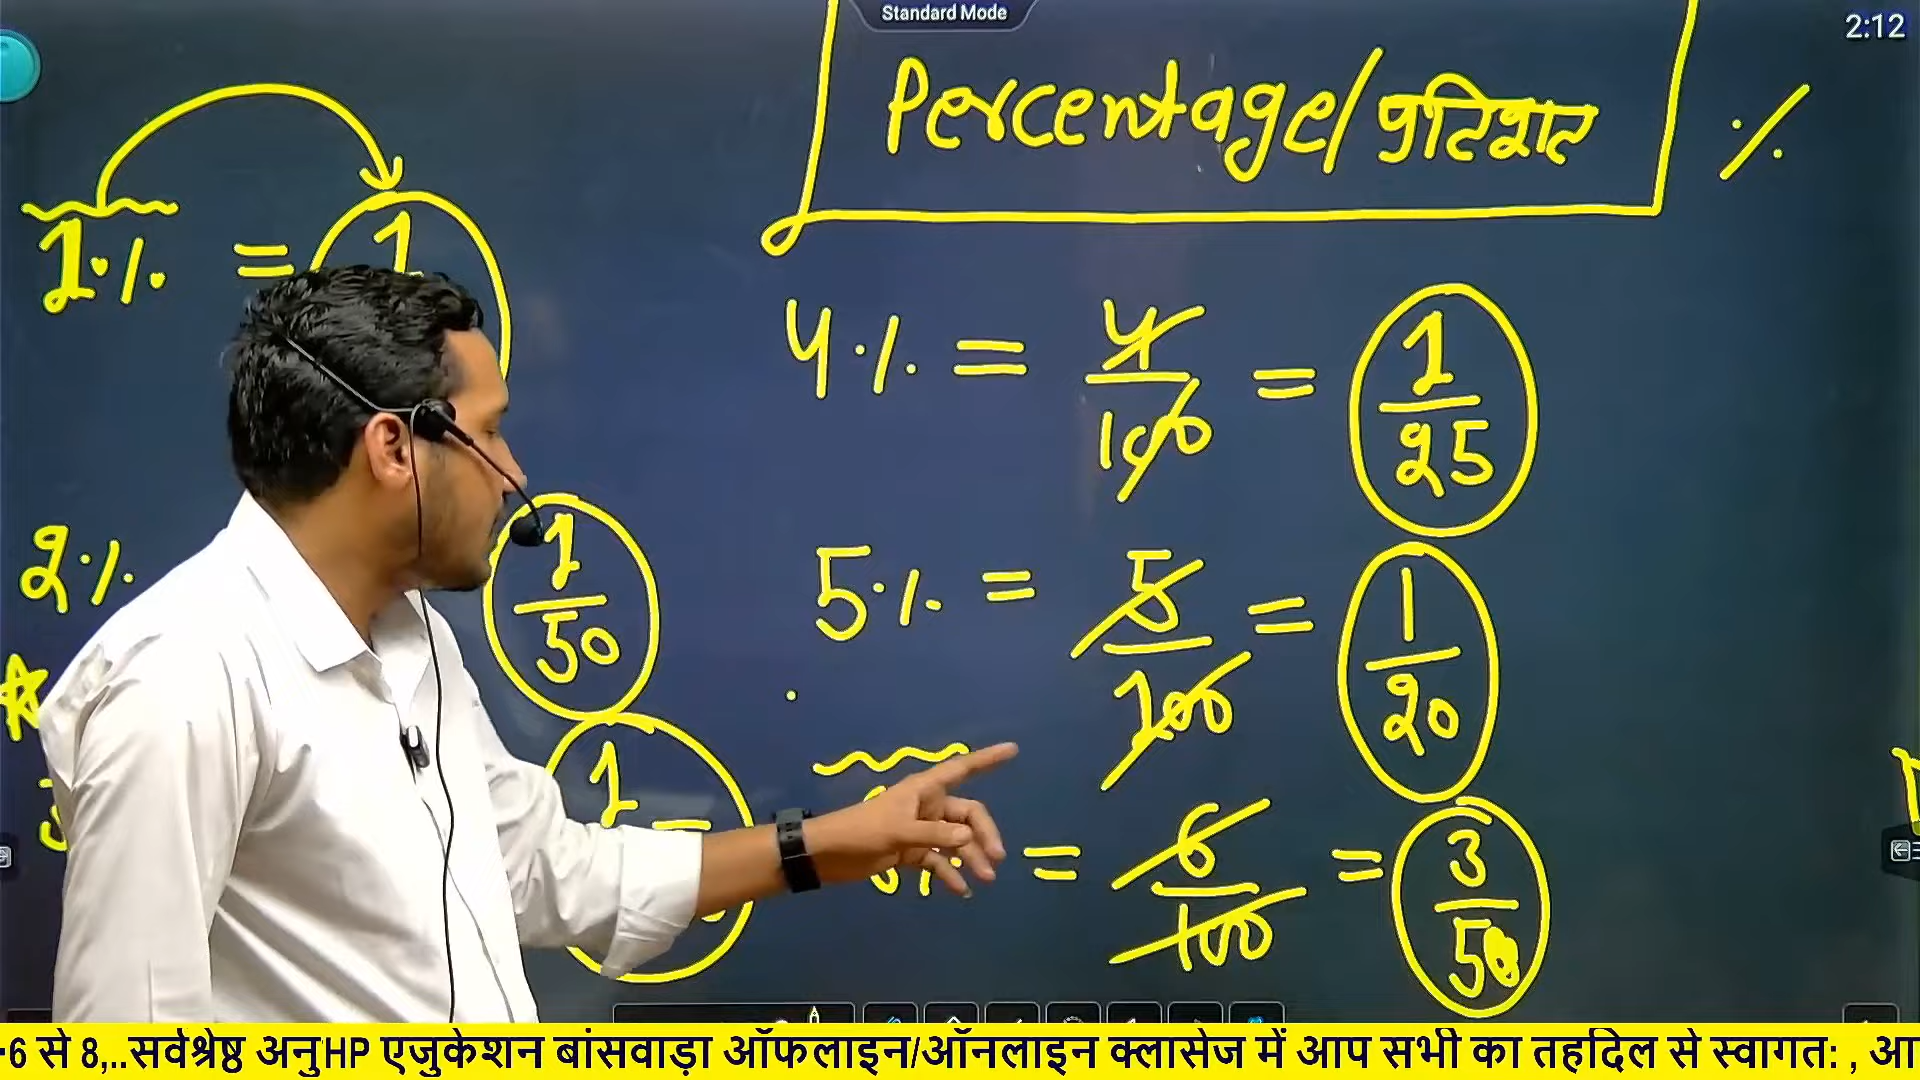 Standard Mode
2:12
Percentage/प्रतिशत %
1% = 1
4% = 4/100 = 1/25
2%
1/50
5% = 5/100 = 1/20
1
= 6/100 = 3/50
-6 से 8,..सर्वश्रेष्ठ अनु HP एजुकेशन बांसवाड़ा ऑफलाइन/ऑनलाइन क्लासेज में आप सभी का तहदिल से स्वागत: , आ